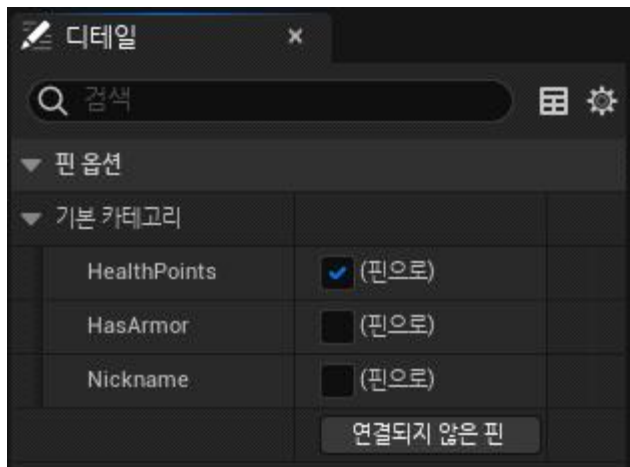 디테일
검색
핀 옵션
기본 카테고리
HealthPoints (핀으로)
HasArmor (핀으로)
Nickname (핀으로)
연결되지 않은 핀